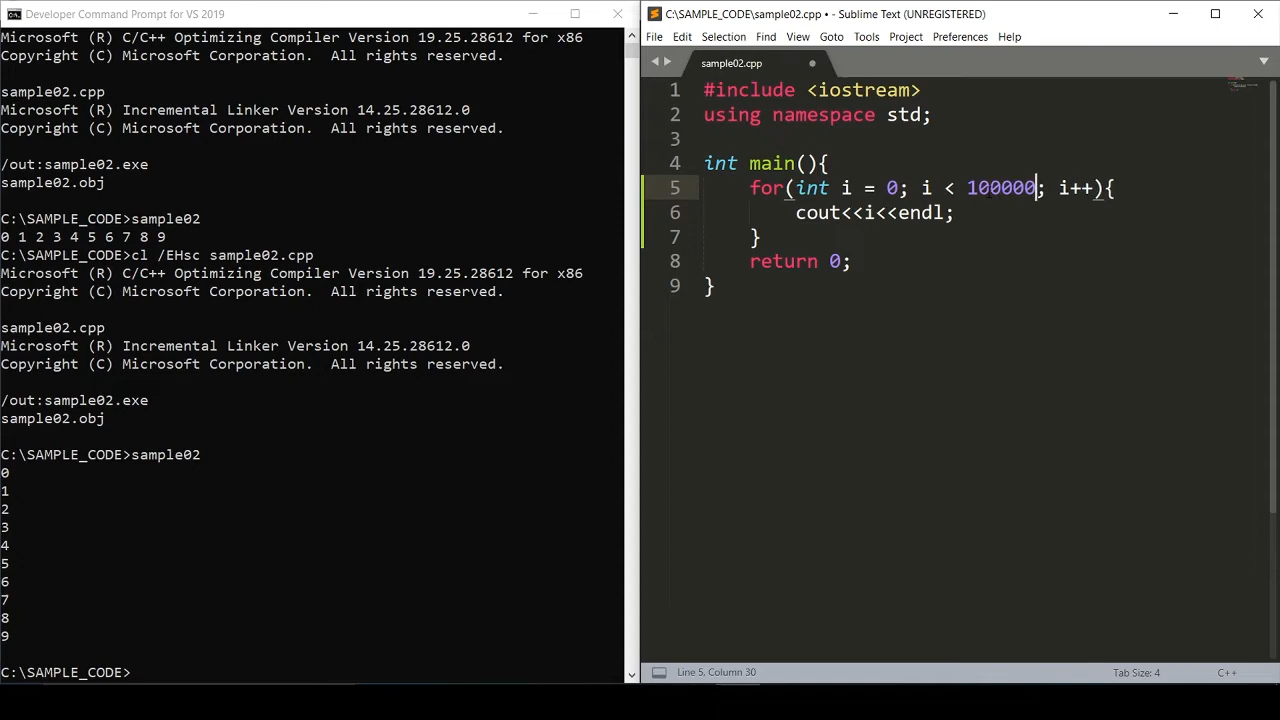 Developer Command Prompt for VS 2019
Microsoft (R) C/C++ Optimizing Compiler Version 19.25.28612 for x86
Copyright (C) Microsoft Corporation.  All rights reserved.
sample02.cpp
Microsoft (R) Incremental Linker Version 14.25.28612.0
Copyright (C) Microsoft Corporation.  All rights reserved.
/out:sample02.exe
sample02.obj
C:\SAMPLE_CODE>sample02
0 1 2 3 4 5 6 7 8 9
C:\SAMPLE_CODE>cl /EHsc sample02.cpp
Microsoft (R) C/C++ Optimizing Compiler Version 19.25.28612 for x86
Copyright (C) Microsoft Corporation.  All rights reserved.
sample02.cpp
Microsoft (R) Incremental Linker Version 14.25.28612.0
Copyright (C) Microsoft Corporation.  All rights reserved.
/out:sample02.exe
sample02.obj
C:\SAMPLE_CODE>sample02
0
1
2
3
4
5
6
7
8
9
C:\SAMPLE_CODE>
C:\SAMPLE_CODE\sample02.cpp • - Sublime Text (UNREGISTERED)
File Edit Selection Find View Goto Tools Project Preferences Help
sample02.cpp
1 #include <iostream>
2 using namespace std;
3
4 int main(){
5     for(int i = 0; i < 100000; i++){
6         cout<<i<<endl;
7     }
8     return 0;
9 }
Line 5, Column 30
Tab Size: 4
C++